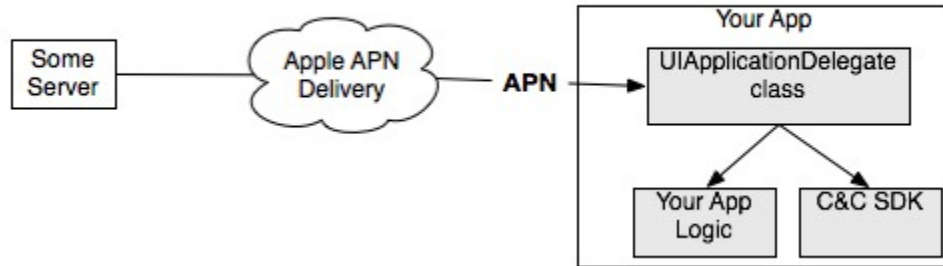 Your App
Some
Server
Apple APN
Delivery
APN
UIApplicationDelegate
class
Your App
Logic
C&C SDK